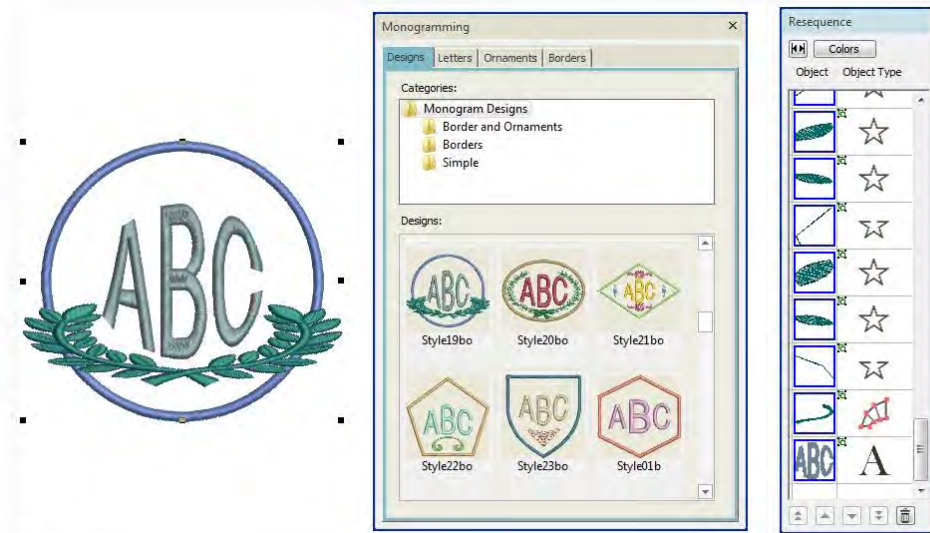 ABC
Monogramming
Designs Letters Ornaments Borders
Categories:
Monogram Designs
Border and Ornaments
Borders
Simple
Designs:
ABC ABC ABC
Style19bo Style20bo Style21bo
ABC ABC ABC
Style22bo Style23bo Style01b
Resequence
Colors
Object Object Type
ABC A